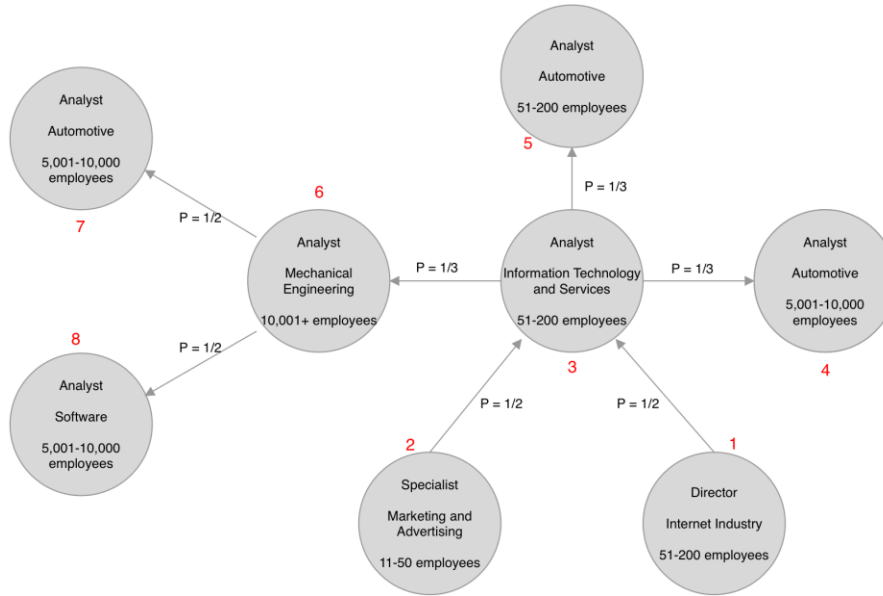 Analyst
Automotive
51-200 employees
5
P = 1/3
Analyst
Automotive
5,001-10,000
employees
7
P = 1/2
6
Analyst
Mechanical
Engineering
10,001+ employees
P = 1/3
Analyst
Information Technology
and Services
51-200 employees
3
P = 1/3
Analyst
Automotive
5,001-10,000
employees
4
8
P = 1/2
Analyst
Software
5,001-10,000
employees
P = 1/2
P = 1/2
2
Specialist
Marketing and
Advertising
11-50 employees
1
Director
Internet Industry
51-200 employees